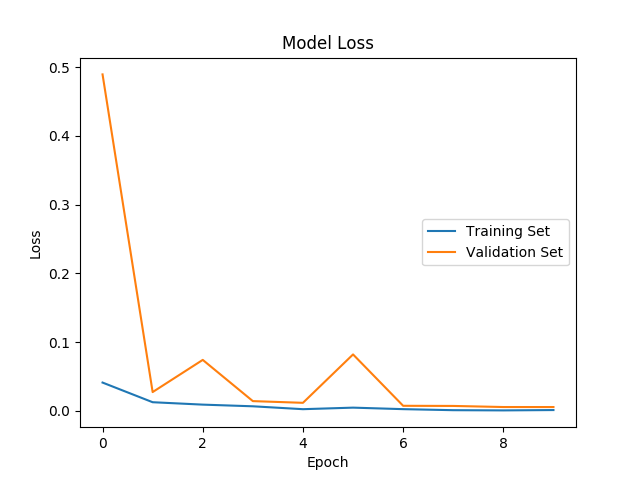 Model Loss
0.5
0.4
0.3
0.2
0.1
0.0
Loss
Training Set
Validation Set
0 2 4 6 8
Epoch